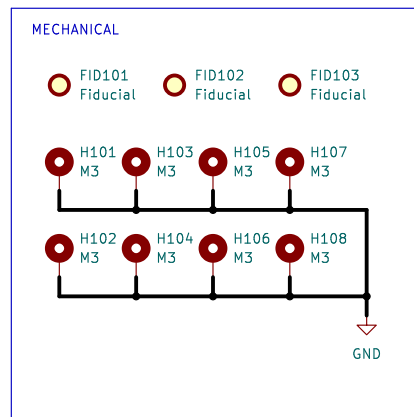 MECHANICAL
FID101
Fiducial
FID102
Fiducial
FID103
Fiducial
H101
M3
H103
M3
H105
M3
H107
M3
H102
M3
H104
M3
H106
M3
H108
M3
GND